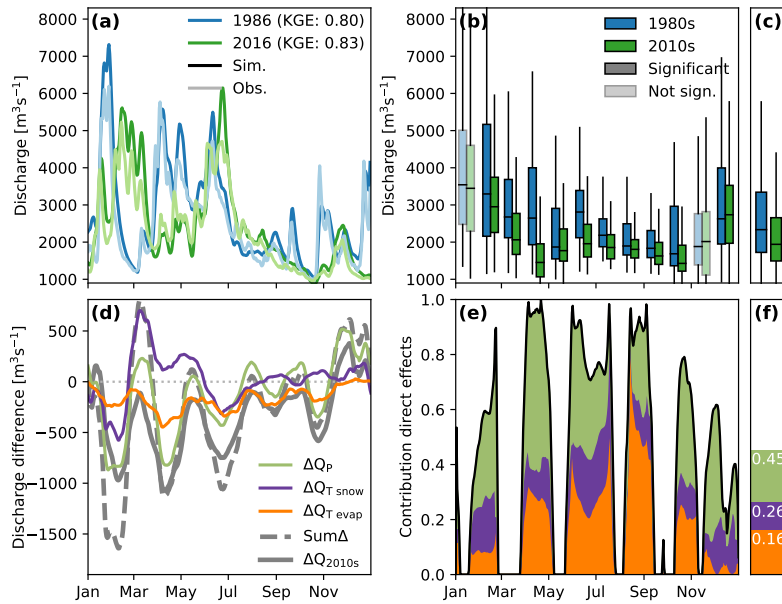 (a)
1986 (KGE: 0.80)
2016 (KGE: 0.83)
Sim.
Obs.
Discharge [m³s⁻¹]
8000
7000
6000
5000
4000
3000
2000
1000
(b)
1980s
2010s
Significant
Not sign.
Discharge [m³s⁻¹]
8000
7000
6000
5000
4000
3000
2000
1000
(c)
(d)
Discharge difference [m³s⁻¹]
500
0
−500
−1000
−1500
ΔQP
ΔQT snow
ΔQT evap
SumΔ
ΔQ2010s
Jan
Mar
May
Jul
Sep
Nov
(e)
Contribution direct effects
1.0
0.8
0.6
0.4
0.2
0.0
Jan
Mar
May
Jul
Sep
Nov
(f)
0.45
0.26
0.16